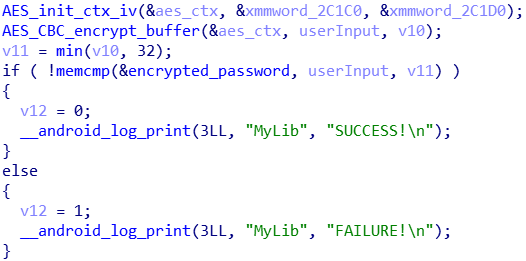 AES_init_ctx_iv(&aes_ctx, &xmmword_2C1C0, &xmmword_2C1D0);
AES_CBC_encrypt_buffer(&aes_ctx, userInput, v10);
v11 = min(v10, 32);
if ( !memcmp(&encrypted_password, userInput, v11) )
{
  v12 = 0;
  __android_log_print(3LL, "MyLib", "SUCCESS!\n");
}
else
{
  v12 = 1;
  __android_log_print(3LL, "MyLib", "FAILURE!\n");
}